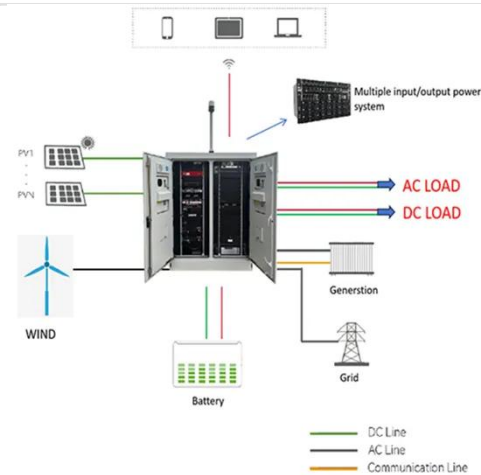 Multiple input/output power
system
PV1
PVN
AC LOAD
DC LOAD
WIND
Generstion
Grid
Battery
DC Line
AC Line
Communication Line